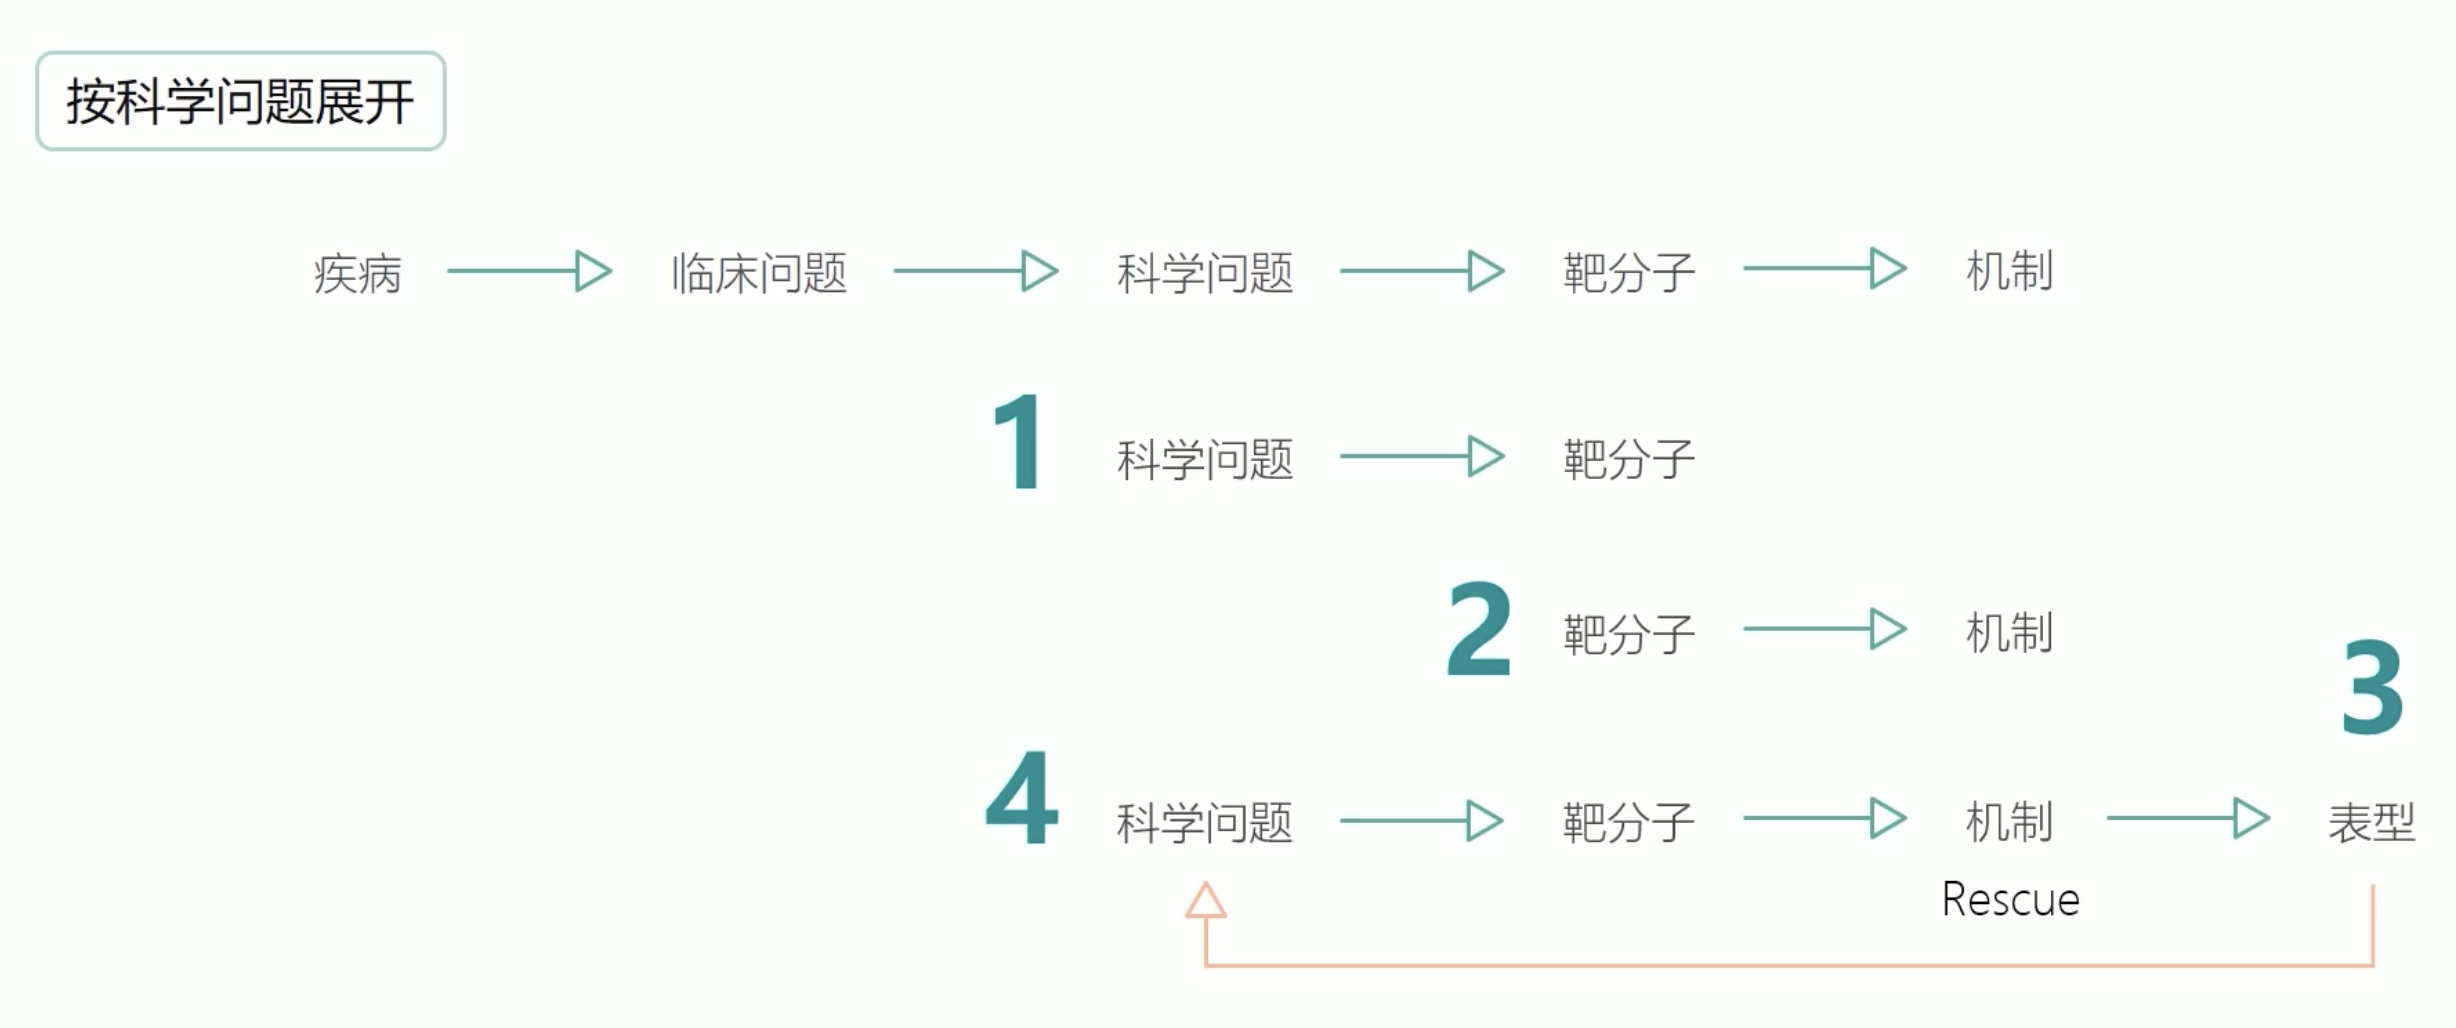 按科学问题展开
疾病 临床问题 科学问题 靶分子 机制
1 科学问题 靶分子
2 靶分子 机制
3
4 科学问题 靶分子 机制 表型
Rescue